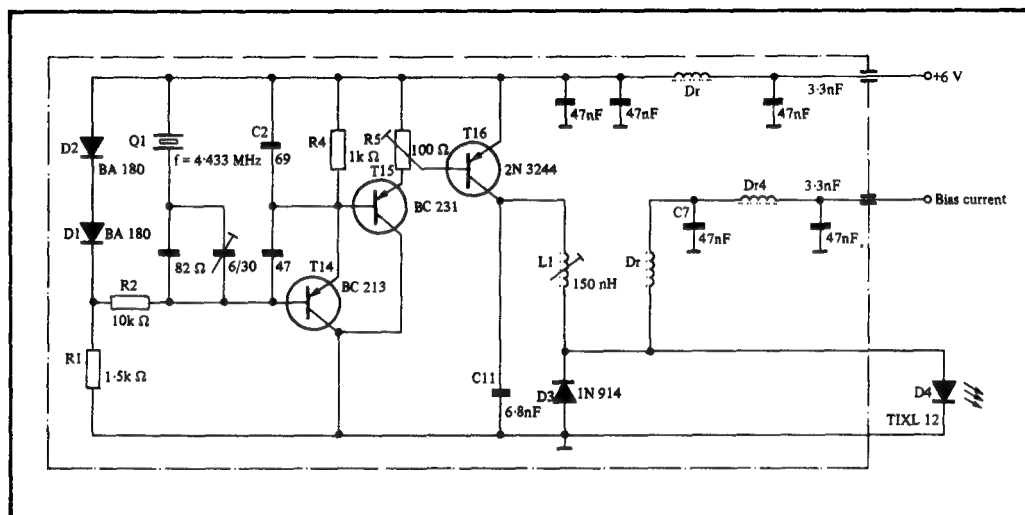 +6 V
3·3nF
Dr
47nF
47nF
47nF
T16
2N 3244
R5
100 Ω
R4
1k Ω
C2
69
Q1
f = 4·433 MHz
D2
BA 180
T15
BC 231
Bias current
3·3nF
Dr4
C7
47nF
47nF
D1
BA 180
82 Ω
6/30
47
T14
BC 213
L1
150 nH
Dr
R2
10k Ω
R1
1·5k Ω
C11
6·8nF
D3
IN 914
D4
TIXL 12